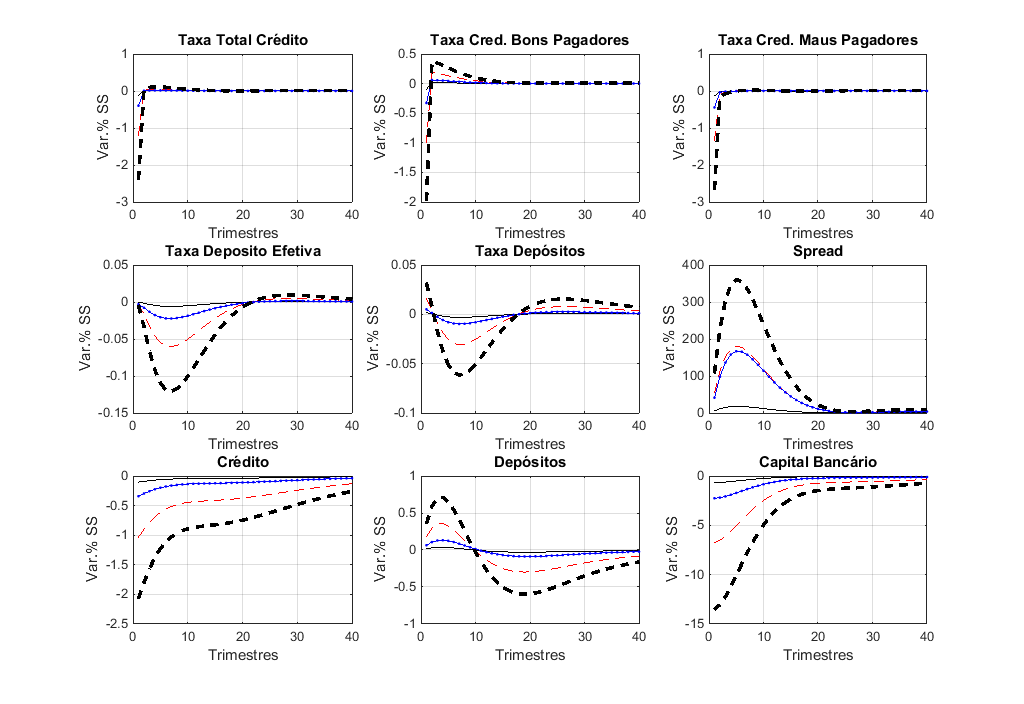 Taxa Total Crédito
Var.% SS
1
0
-1
-2
-3
0 10 20 30 40
Trimestres
Taxa Cred. Bons Pagadores
Var.% SS
0.5
0
-0.5
-1
-1.5
-2
0 10 20 30 40
Trimestres
Taxa Cred. Maus Pagadores
Var.% SS
1
0
-1
-2
-3
0 10 20 30 40
Trimestres
Taxa Deposito Efetiva
Var.% SS
0.05
0
-0.05
-0.1
-0.15
0 10 20 30 40
Trimestres
Taxa Depósitos
Var.% SS
0.05
0
-0.05
-0.1
0 10 20 30 40
Trimestres
Spread
Var.% SS
400
300
200
100
0
0 10 20 30 40
Trimestres
Crédito
Var.% SS
0
-0.5
-1
-1.5
-2
-2.5
0 10 20 30 40
Trimestres
Depósitos
Var.% SS
1
0.5
0
-0.5
-1
0 10 20 30 40
Trimestres
Capital Bancário
Var.% SS
0
-5
-10
-15
0 10 20 30 40
Trimestres